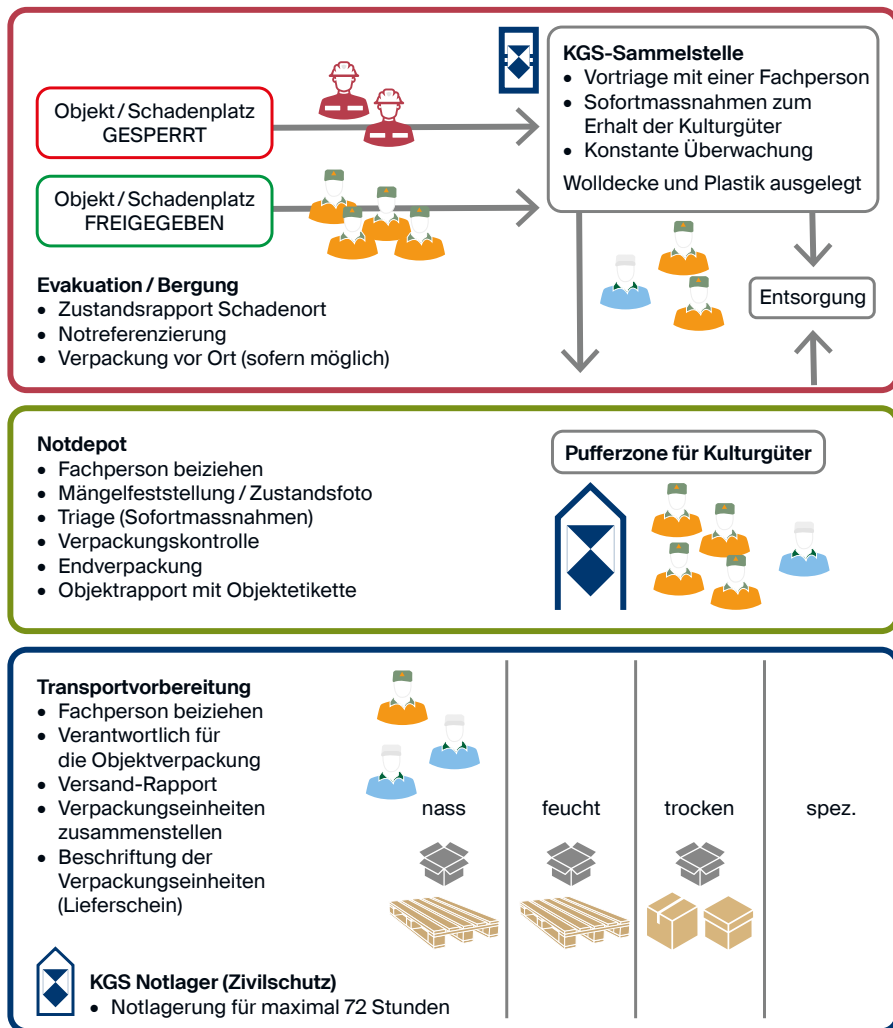 Objekt / Schadenplatz
GESPERRT
Objekt / Schadenplatz
FREIGEGEBEN
KGS-Sammelstelle
• Vortriage mit einer Fachperson
• Sofortmassnahmen zum
Erhalt der Kulturgüter
• Konstante Überwachung
Wolldecke und Plastik ausgelegt
Evakuation / Bergung
• Zustandsrapport Schadenort
• Notreferenzierung
• Verpackung vor Ort (sofern möglich)
Entsorgung
Notdepot
• Fachperson beiziehen
• Mängelfeststellung / Zustandsfoto
• Triage (Sofortmassnahmen)
• Verpackungskontrolle
• Endverpackung
• Objektrapport mit Objektetikette
Pufferzone für Kulturgüter
Transportvorbereitung
• Fachperson beiziehen
• Verantwortlich für
die Objektverpackung
• Versand-Rapport
• Verpackungseinheiten
zusammenstellen
• Beschriftung der
Verpackungseinheiten
(Lieferschein)
nass
feucht
trocken
spez.
KGS Notlager (Zivilschutz)
• Notlagerung für maximal 72 Stunden